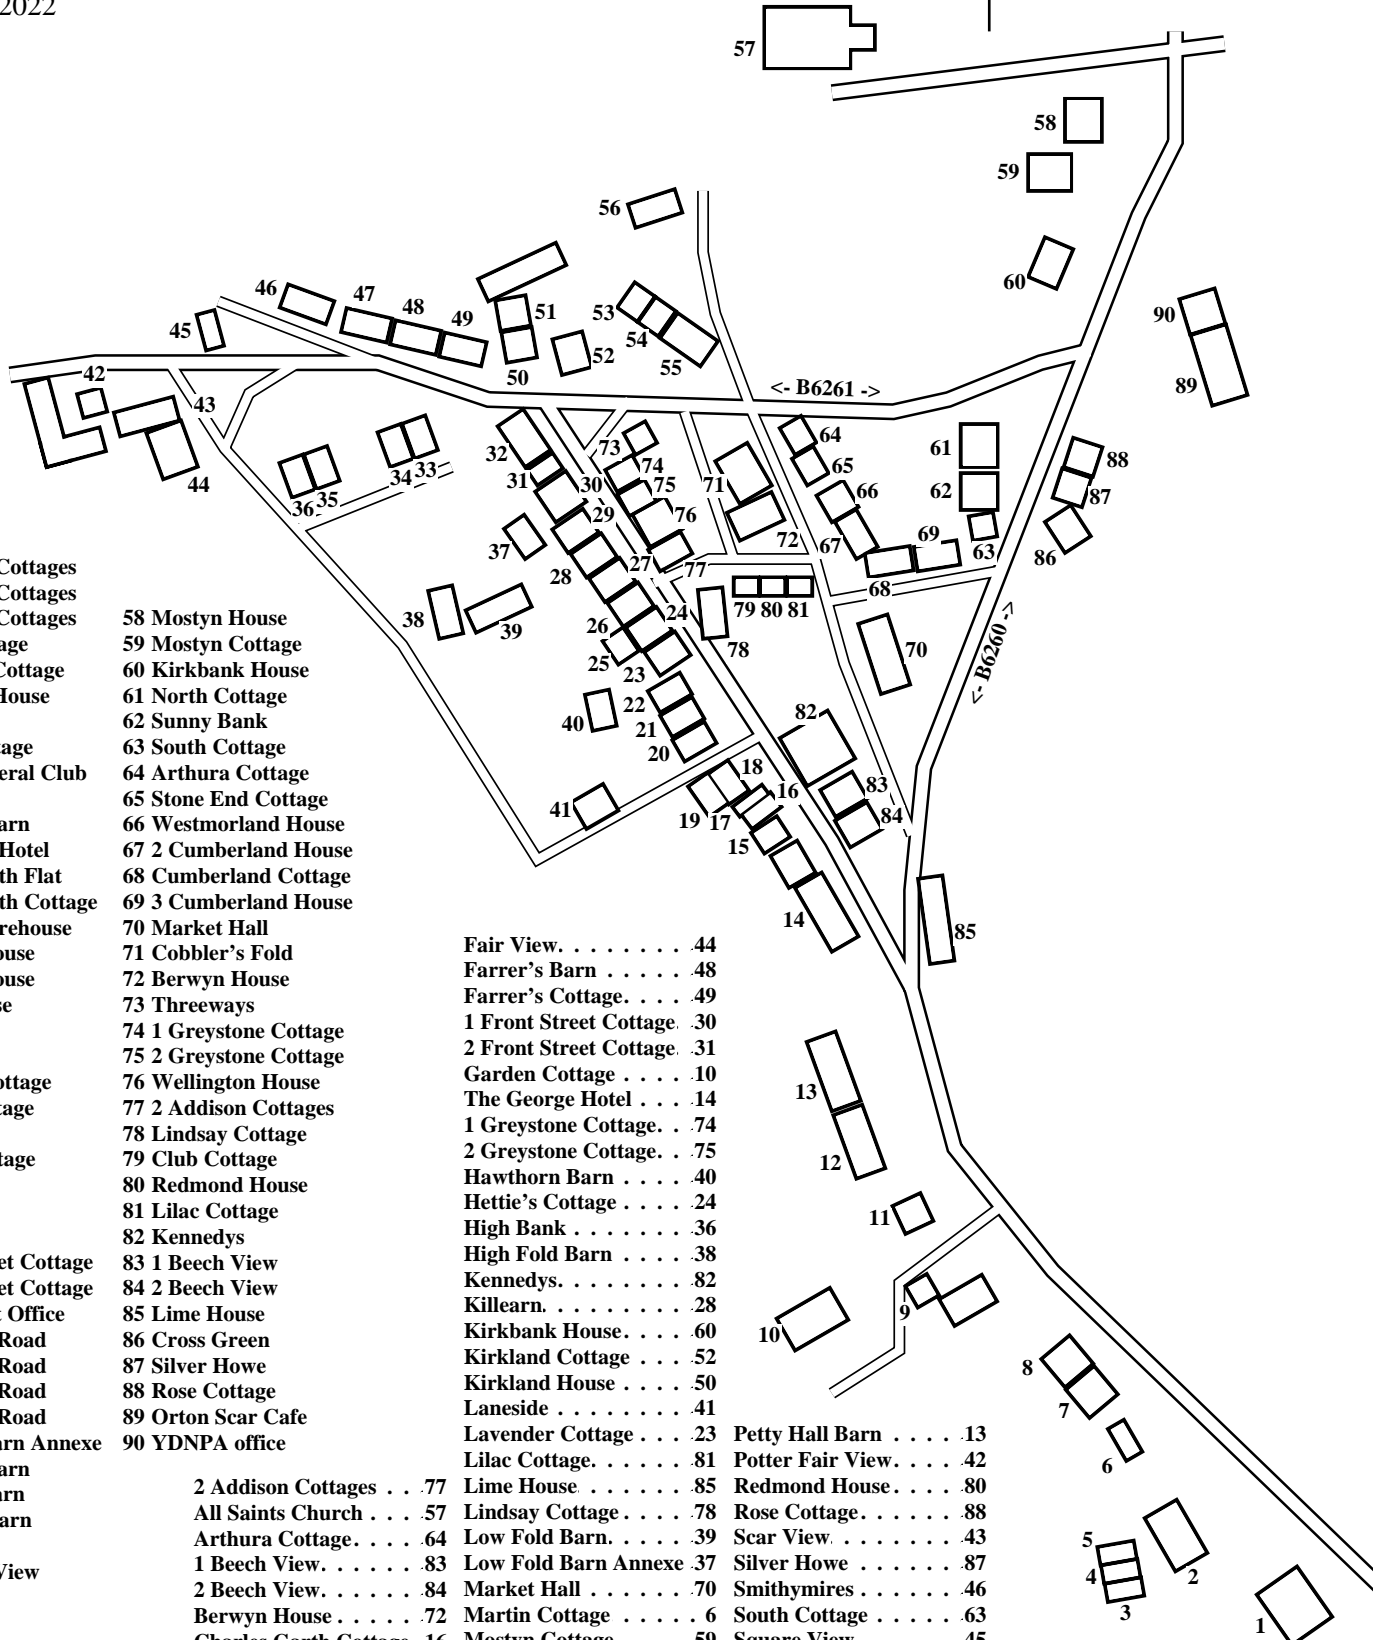 2022
57
58
59
56
60
46
47
48
49
45
51
53
54
52
55
50
90
89
<- B6261 ->
42
43
44
32
31
30
29
28
27
26
25
24
23
22
21
20
36
35
34
33
37
38
39
40
41
73
74
75
76
77
71
72
64
65
66
67
68
69
61
62
63
88
87
86
79 80 81
78
70
<- B6260 ->
82
83
84
18
16
19
17
15
14
85
13
12
11
10
9
8
7
6
5
4
3
2
1
Cottages
Cottages
Cottages
age
Cottage
House
tage
eral Club
arn
Hotel
th Flat
th Cottage
rehouse
ouse
ouse
se
ottage
tage
tage
et Cottage
et Cottage
t Office
Road
Road
Road
Road
arn Annexe
arn
arn
arn
View
58 Mostyn House
59 Mostyn Cottage
60 Kirkbank House
61 North Cottage
62 Sunny Bank
63 South Cottage
64 Arthura Cottage
65 Stone End Cottage
66 Westmorland House
67 2 Cumberland House
68 Cumberland Cottage
69 3 Cumberland House
70 Market Hall
71 Cobbler's Fold
72 Berwyn House
73 Threeways
74 1 Greystone Cottage
75 2 Greystone Cottage
76 Wellington House
77 2 Addison Cottages
78 Lindsay Cottage
79 Club Cottage
80 Redmond House
81 Lilac Cottage
82 Kennedys
83 1 Beech View
84 2 Beech View
85 Lime House
86 Cross Green
87 Silver Howe
88 Rose Cottage
89 Orton Scar Cafe
90 YDNPA office
2 Addison Cottages . . .77
All Saints Church . . . .57
Arthura Cottage. . . . .64
1 Beech View. . . . . . .83
2 Beech View. . . . . . .84
Berwyn House . . . . . .72
Charles Garth Cottage .16
Fair View. . . . . . . . .44
Farrer's Barn . . . . . .48
Farrer's Cottage. . . . .49
1 Front Street Cottage. .30
2 Front Street Cottage. .31
Garden Cottage . . . . .10
The George Hotel . . . .14
1 Greystone Cottage. . .74
2 Greystone Cottage. . .75
Hawthorn Barn . . . . .40
Hettie's Cottage . . . . .24
High Bank . . . . . . . .36
High Fold Barn . . . . .38
Kennedys. . . . . . . . .82
Killearn. . . . . . . . . .28
Kirkbank House. . . . .60
Kirkland Cottage . . . .52
Kirkland House . . . . .50
Laneside . . . . . . . . .41
Lavender Cottage . . . .23
Lilac Cottage. . . . . . .81
Lime House . . . . . . .85
Lindsay Cottage. . . . .78
Low Fold Barn. . . . . .39
Low Fold Barn Annexe .37
Market Hall . . . . . . .70
Martin Cottage . . . . . 6
Mostyn Cottage . . . . .59
Petty Hall Barn . . . . .13
Potter Fair View. . . . .42
Redmond House. . . . .80
Rose Cottage. . . . . . .88
Scar View. . . . . . . . .43
Silver Howe . . . . . . .87
Smithymires . . . . . . .46
South Cottage . . . . . .63
Square View . . . . . . .45